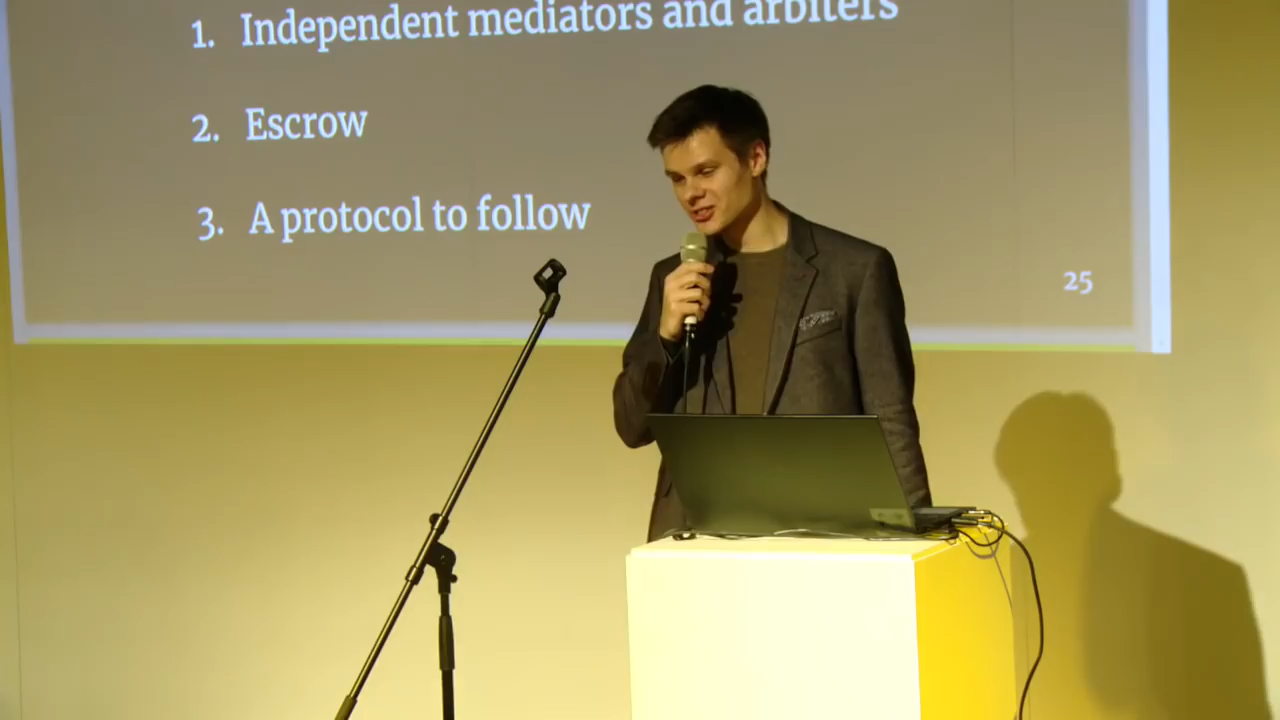 1. Independent mediators and arbiters
2. Escrow
3. A protocol to follow
25